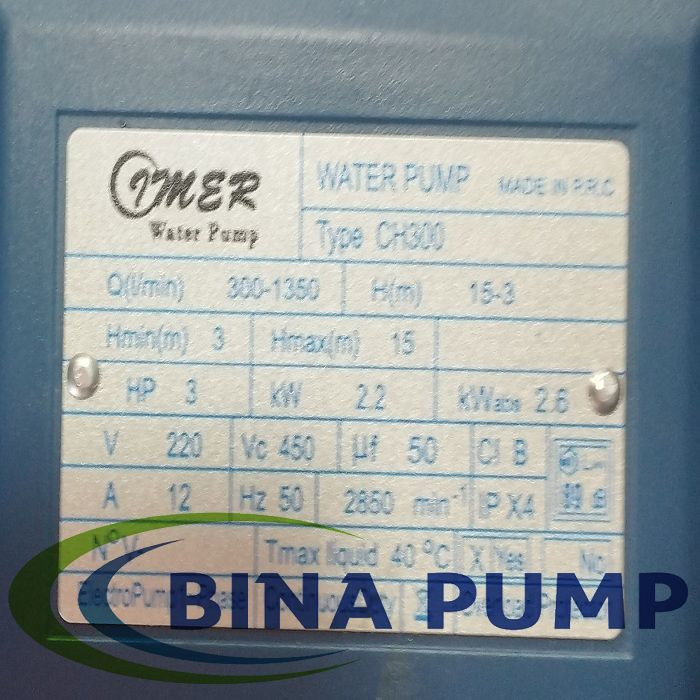 IMER
Water Pump
WATER PUMP MADE IN P.R.C
Type CH300
Q(l/min) 300-1350 H(m) 15-3
Hmin(m) 3 Hmax(m) 15
HP 3 kW 2.2 kWabs 2.6
V 220 Vc 450 µf 50 Cl B
A 12 Hz 50 2850 min⁻¹ IP X4
N°V Tmax liquid 40 °C X Yes No
BINA PUMP